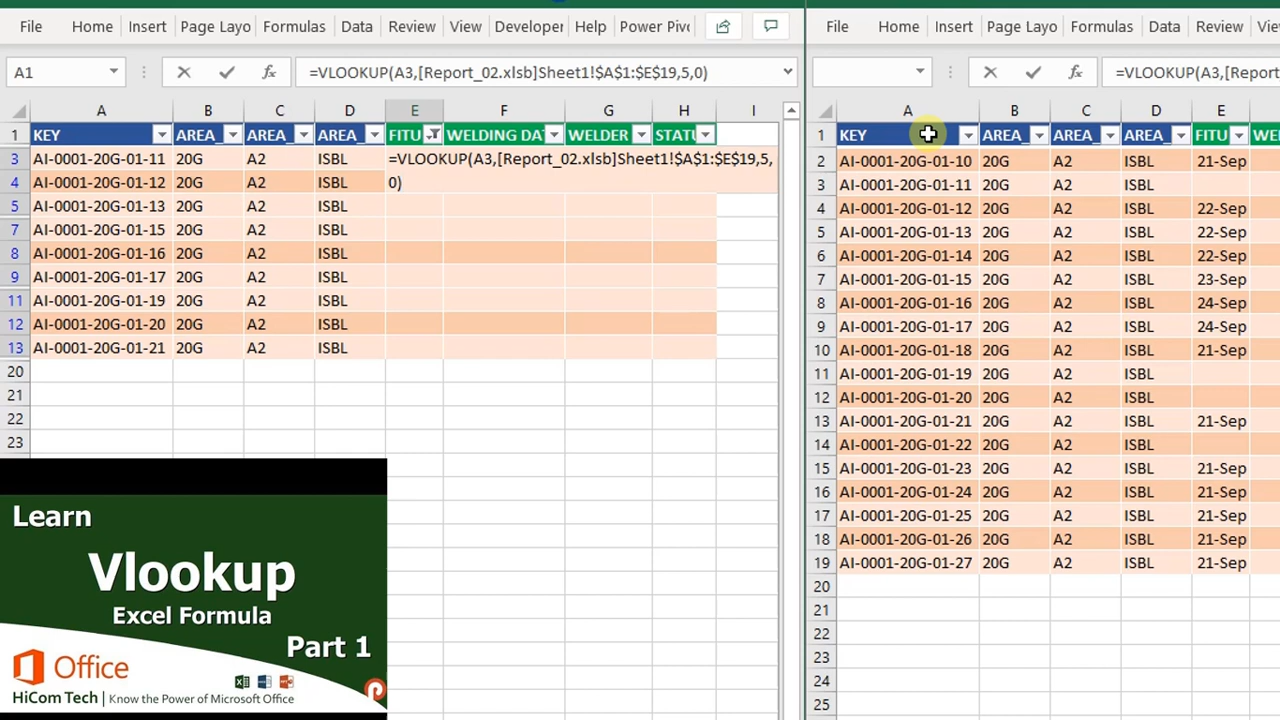 File Home Insert Page Layo Formulas Data Review View Developer Help Power Piv
A1 fx =VLOOKUP(A3,[Report_02.xlsb]Sheet1!$A$1:$E$19,5,0)
A B C D E F G H I
1 KEY AREA_ AREA_ AREA_ FITU WELDING DAT WELDER STATU
3 AI-0001-20G-01-11 20G A2 ISBL =VLOOKUP(A3,[Report_02.xlsb]Sheet1!$A$1:$E$19,5,
4 AI-0001-20G-01-12 20G A2 ISBL 0)
5 AI-0001-20G-01-13 20G A2 ISBL
7 AI-0001-20G-01-15 20G A2 ISBL
8 AI-0001-20G-01-16 20G A2 ISBL
9 AI-0001-20G-01-17 20G A2 ISBL
11 AI-0001-20G-01-19 20G A2 ISBL
12 AI-0001-20G-01-20 20G A2 ISBL
13 AI-0001-20G-01-21 20G A2 ISBL
20
21
22
23
Learn
Vlookup
Excel Formula
Part 1
Office
HiCom Tech | Know the Power of Microsoft Office
File Home Insert Page Layo Formulas Data Review Vie
fx =VLOOKUP(A3,[Report
A B C D E
1 KEY AREA_ AREA_ AREA_ FITU WE
2 AI-0001-20G-01-10 20G A2 ISBL 21-Sep
3 AI-0001-20G-01-11 20G A2 ISBL
4 AI-0001-20G-01-12 20G A2 ISBL 22-Sep
5 AI-0001-20G-01-13 20G A2 ISBL 22-Sep
6 AI-0001-20G-01-14 20G A2 ISBL 22-Sep
7 AI-0001-20G-01-15 20G A2 ISBL 23-Sep
8 AI-0001-20G-01-16 20G A2 ISBL 24-Sep
9 AI-0001-20G-01-17 20G A2 ISBL 24-Sep
10 AI-0001-20G-01-18 20G A2 ISBL 21-Sep
11 AI-0001-20G-01-19 20G A2 ISBL
12 AI-0001-20G-01-20 20G A2 ISBL
13 AI-0001-20G-01-21 20G A2 ISBL 21-Sep
14 AI-0001-20G-01-22 20G A2 ISBL
15 AI-0001-20G-01-23 20G A2 ISBL 21-Sep
16 AI-0001-20G-01-24 20G A2 ISBL 21-Sep
17 AI-0001-20G-01-25 20G A2 ISBL 21-Sep
18 AI-0001-20G-01-26 20G A2 ISBL 21-Sep
19 AI-0001-20G-01-27 20G A2 ISBL 21-Sep
20
21
22
23
24
25